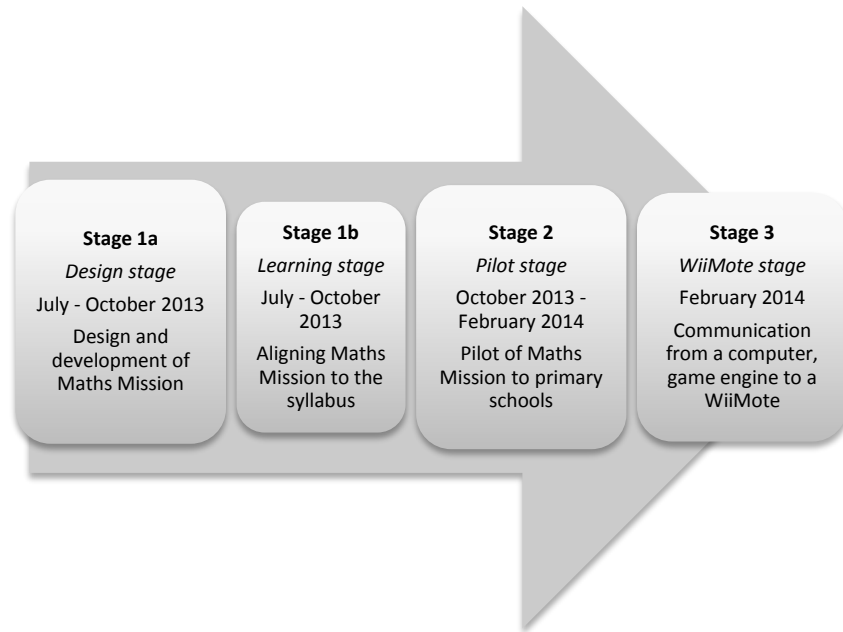 Stage 1a
Design stage
July - October 2013
Design and
development of
Maths Mission
Stage 1b
Learning stage
July - October
2013
Aligning Maths
Mission to the
syllabus
Stage 2
Pilot stage
October 2013 -
February 2014
Pilot of Maths
Mission to primary
schools
Stage 3
WiiMote stage
February 2014
Communication
from a computer,
game engine to a
WiiMote